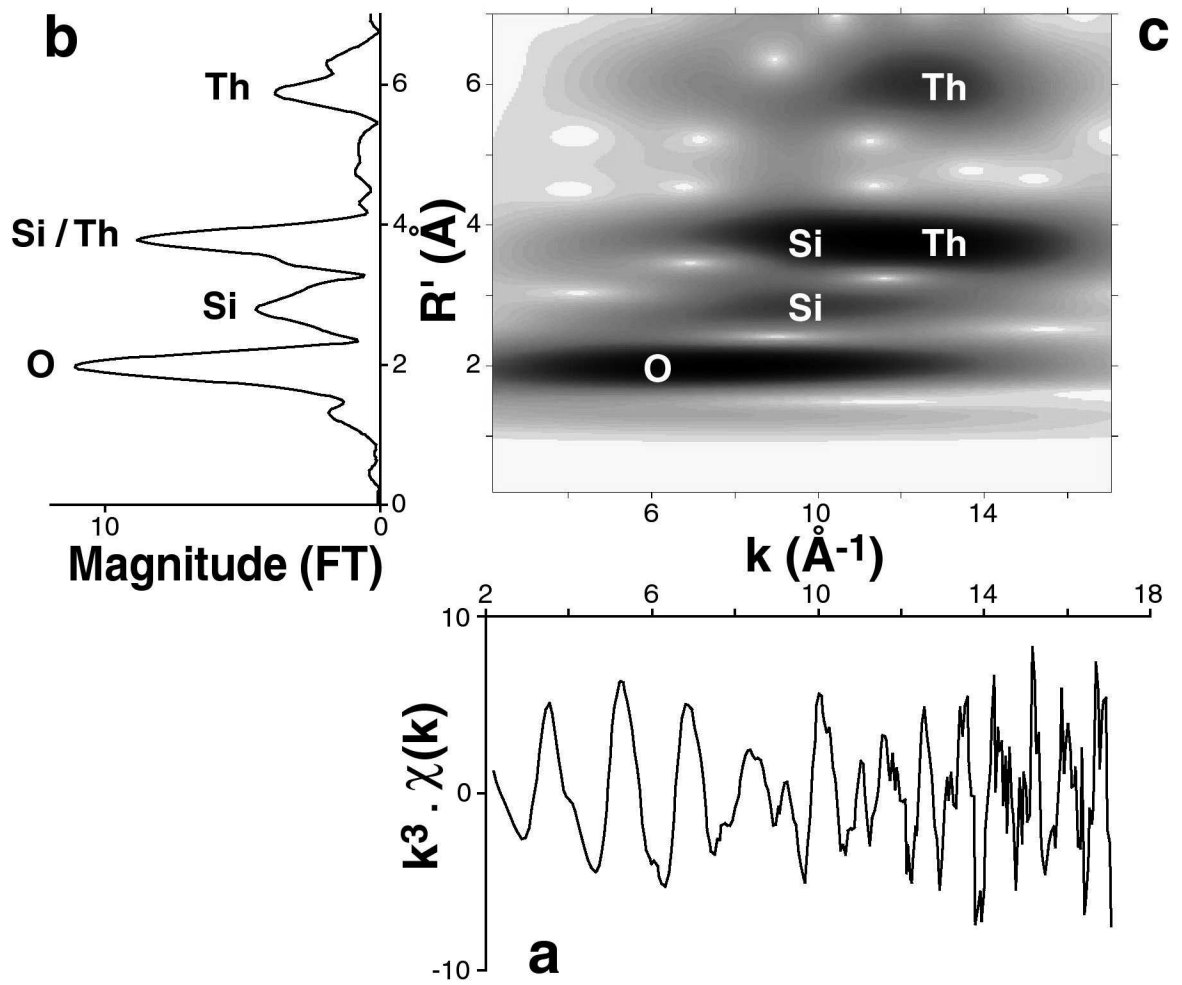 b
Th
6
Si / Th
4
Si
O
2
0
10
0
Magnitude (FT)
R' (Å)
c
6
Th
4
Si
Th
Si
2
O
6
10
14
k (Å-1)
2
6
10
14
18
10
0
-10
k3 . χ(k)
a